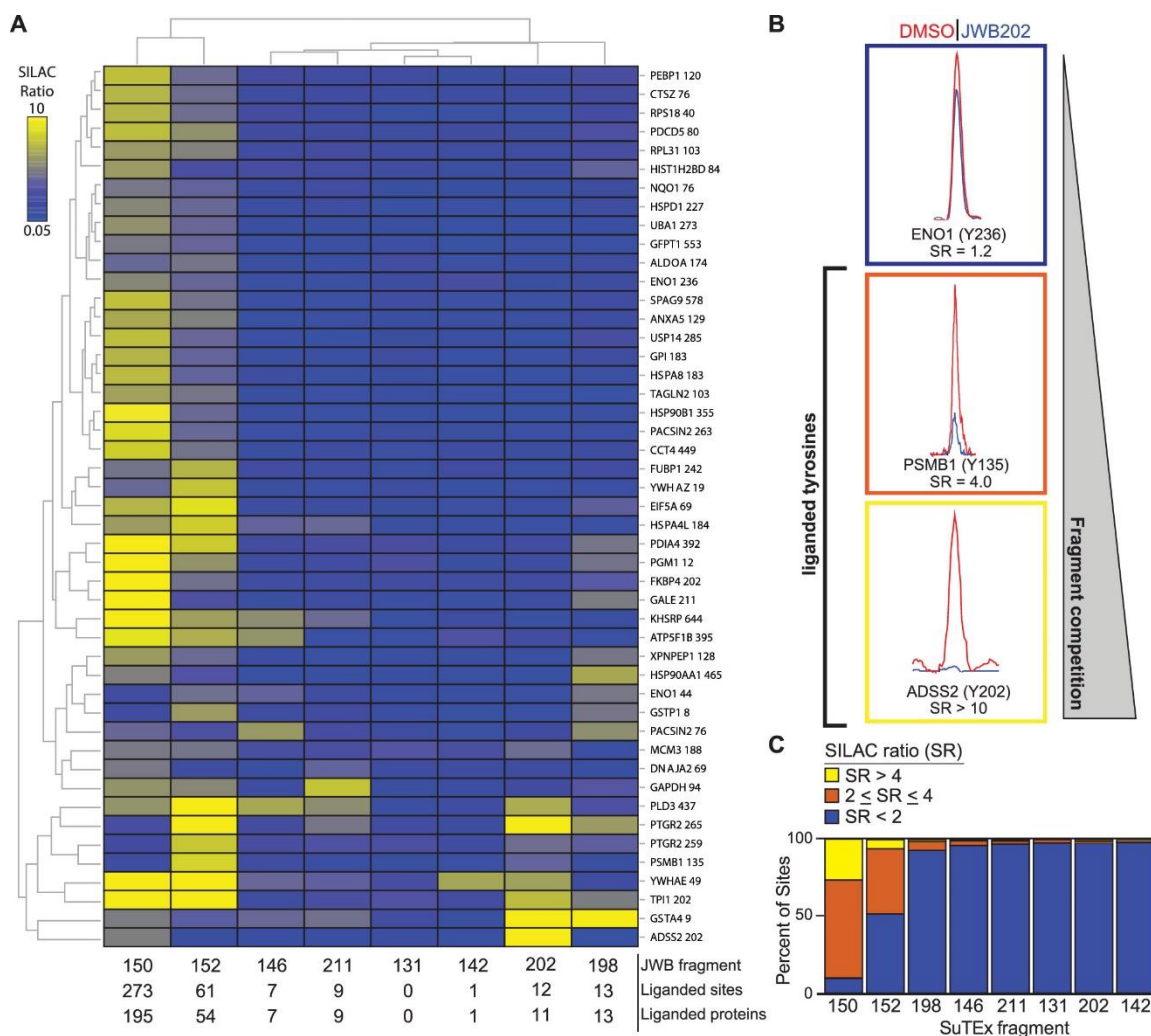 A
SILAC
Ratio
10
0.05
PEBP1 120
CTSZ 76
RPS18 40
PDCD5 80
RPL31 103
HIST1H2BD 84
NQO1 76
HSPD1 227
UBA1 273
GFPT1 553
ALDOA 174
ENO1 236
SPAG9 578
ANXA5 129
USP14 285
GPI 183
HSPA8 183
TAGLN2 103
HSP90B1 355
PACSIN2 263
CCT4 449
FUBP1 242
YWHAZ 19
EIF5A 69
HSPA4L 184
PDIA4 392
PGM1 12
FKBP4 202
GALE 211
KHSRP 644
ATP5F1B 395
XPNPEP1 128
HSP90AA1 465
ENO1 44
GSTP1 8
PACSIN2 76
MCM3 188
DNAJA2 69
GAPDH 94
PLD3 437
PTGR2 265
PTGR2 259
PSMB1 135
YWHAE 49
TPI1 202
GSTA4 9
ADSS2 202
150 152 146 211 131 142 202 198 JWB fragment
273 61 7 9 0 1 12 13 Liganded sites
195 54 7 9 0 1 11 13 Liganded proteins
B
DMSO|JWB202
ENO1 (Y236)
SR = 1.2
PSMB1 (Y135)
SR = 4.0
ADSS2 (Y202)
SR > 10
liganded tyrosines
Fragment competition
C
SILAC ratio (SR)
SR > 4
2 ≤ SR ≤ 4
SR < 2
Percent of Sites
100
50
0
150 152 198 146 211 131 202 142
SuTEx fragment